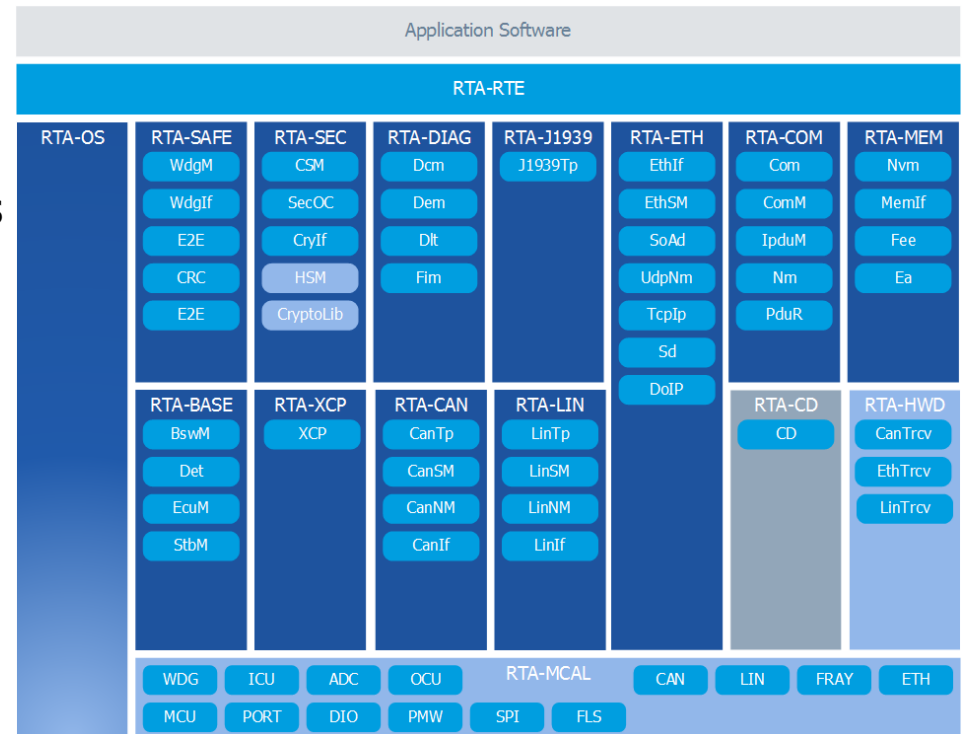 Application Software
RTA-RTE
RTA-OS
RTA-SAFE
WdgM
WdgIf
E2E
CRC
E2E
RTA-SEC
CSM
SecOC
CryIf
HSM
CryptoLib
RTA-DIAG
Dcm
Dem
Dlt
Fim
RTA-J1939
J1939Tp
RTA-ETH
EthIf
EthSM
SoAd
UdpNm
TcpIp
Sd
DoIP
RTA-COM
Com
ComM
IpduM
Nm
PduR
RTA-MEM
Nvm
MemIf
Fee
Ea
RTA-BASE
BswM
Det
EcuM
StbM
RTA-XCP
XCP
RTA-CAN
CanTp
CanSM
CanNM
CanIf
RTA-LIN
LinTp
LinSM
LinNM
LinIf
RTA-CD
CD
RTA-HWD
CanTrcv
EthTrcv
LinTrcv
RTA-MCAL
WDG ICU ADC OCU CAN LIN FRAY ETH
MCU PORT DIO PMW SPI FLS